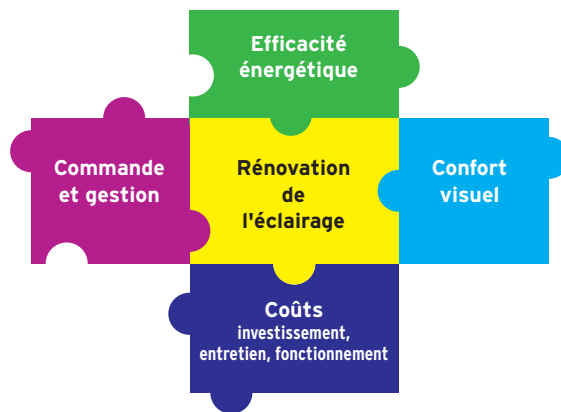 Efficacité
énergétique
Commande
et gestion
Rénovation
de
l'éclairage
Confort
visuel
Coûts
investissement,
entretien, fonctionnement